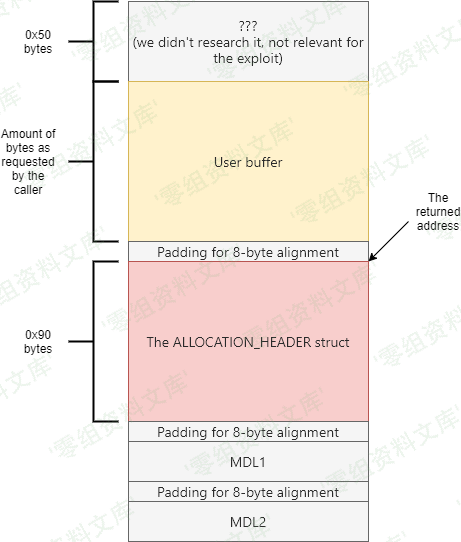 ???
(we didn't research it, not relevant for
the exploit)
0x50
bytes
Amount of
bytes as
requested
by the
caller
User buffer
The
returned
address
Padding for 8-byte alignment
0x90
bytes
The ALLOCATION_HEADER struct
Padding for 8-byte alignment
MDL1
Padding for 8-byte alignment
MDL2
'零组资料文库'